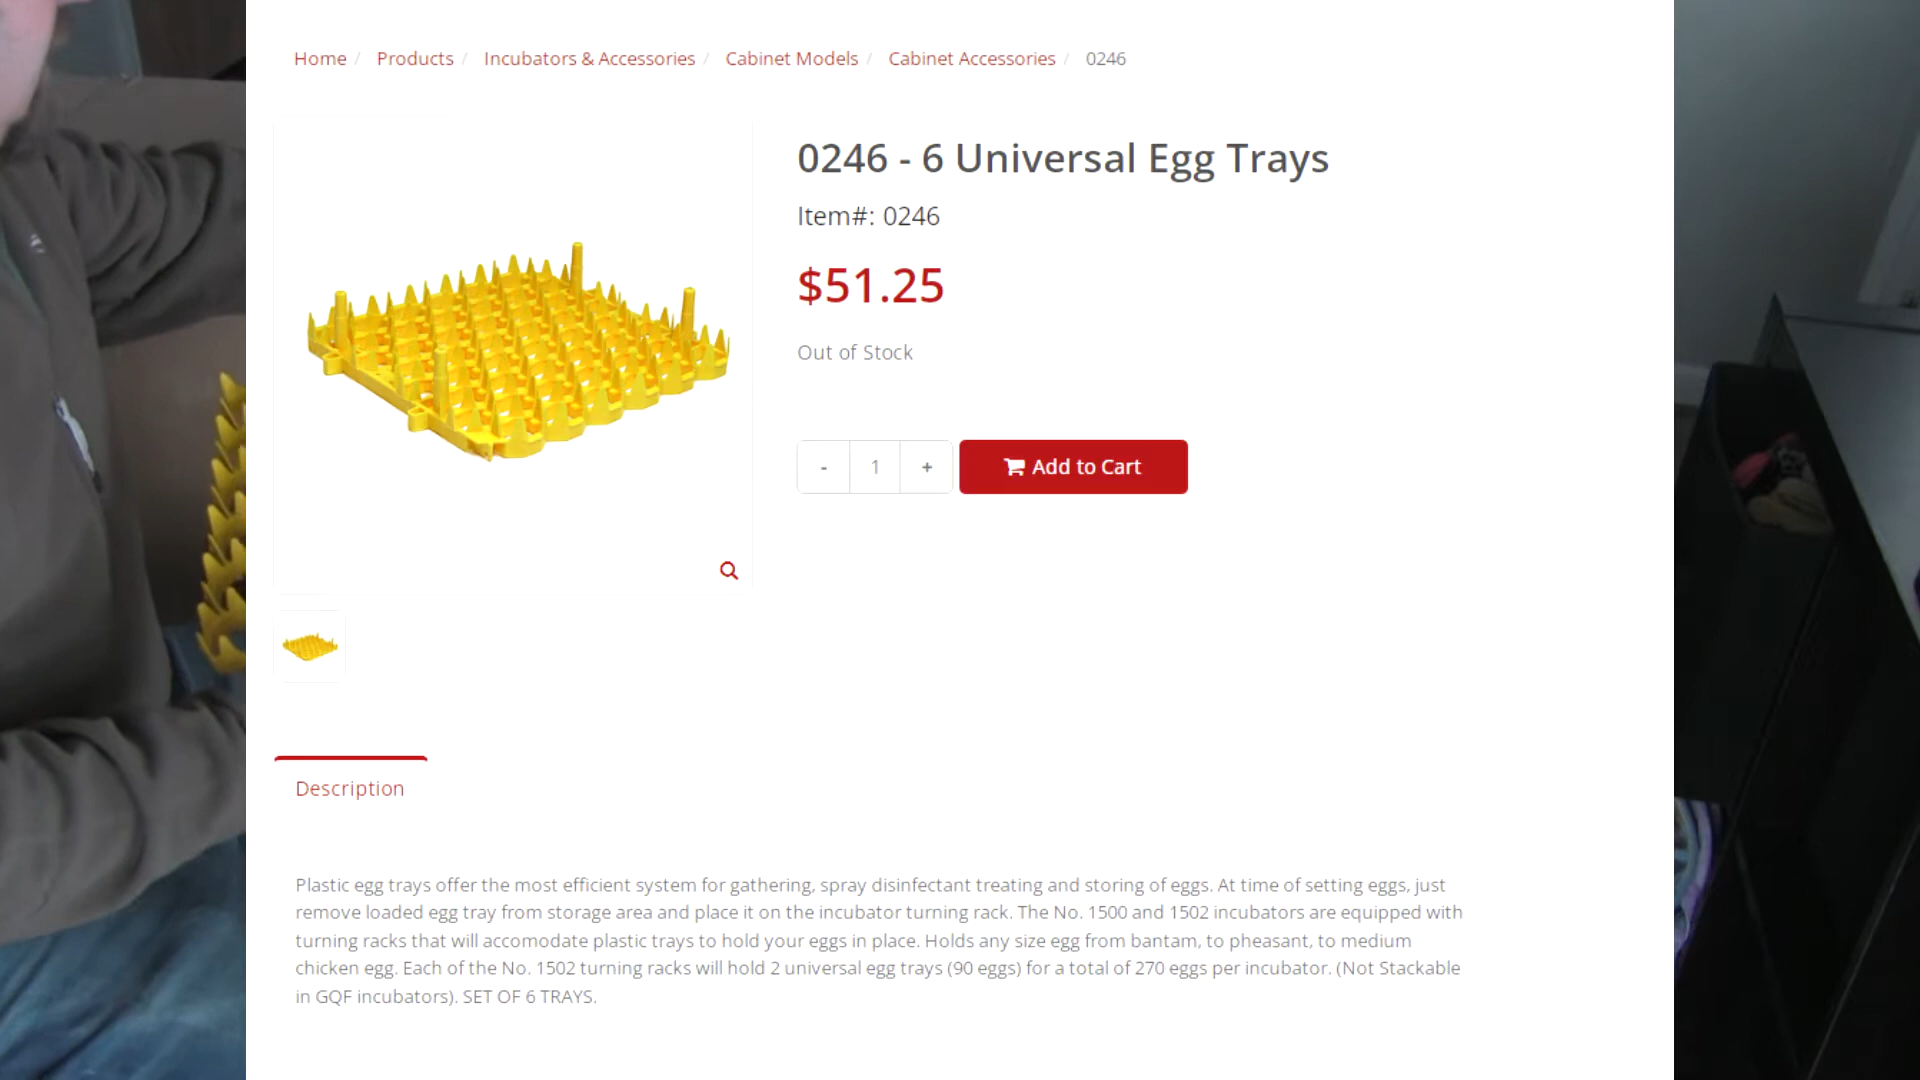 Home / Products / Incubators & Accessories / Cabinet Models / Cabinet Accessories / 0246
0246 - 6 Universal Egg Trays
Item#: 0246
$51.25
Out of Stock
- 1 + Add to Cart
Description
Plastic egg trays offer the most efficient system for gathering, spray disinfectant treating and storing of eggs. At time of setting eggs, just
remove loaded egg tray from storage area and place it on the incubator turning rack. The No. 1500 and 1502 incubators are equipped with
turning racks that will accomodate plastic trays to hold your eggs in place. Holds any size egg from bantam, to pheasant, to medium
chicken egg. Each of the No. 1502 turning racks will hold 2 universal egg trays (90 eggs) for a total of 270 eggs per incubator. (Not Stackable
in GQF incubators). SET OF 6 TRAYS.